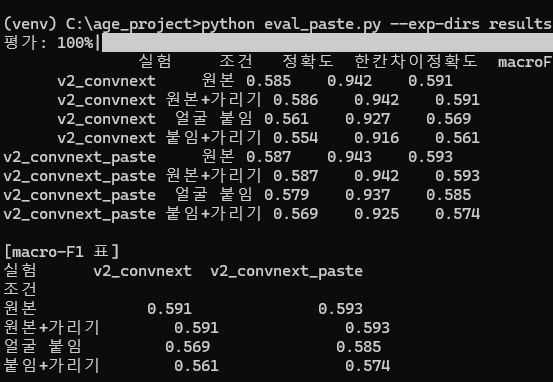 (venv) C:\age_project>python eval_paste.py --exp-dirs results
평가: 100%|
실험 조건 정확도 한칸차이정확도 macroF
v2_convnext 원본 0.585 0.942 0.591
v2_convnext 원본+가리기 0.586 0.942 0.591
v2_convnext 얼굴 붙임 0.561 0.927 0.569
v2_convnext 붙임+가리기 0.554 0.916 0.561
v2_convnext_paste 원본 0.587 0.943 0.593
v2_convnext_paste 원본+가리기 0.587 0.942 0.593
v2_convnext_paste 얼굴 붙임 0.579 0.937 0.585
v2_convnext_paste 붙임+가리기 0.569 0.925 0.574
[macro-F1 표]
실험 v2_convnext v2_convnext_paste
조건
원본 0.591 0.593
원본+가리기 0.591 0.593
얼굴 붙임 0.569 0.585
붙임+가리기 0.561 0.574